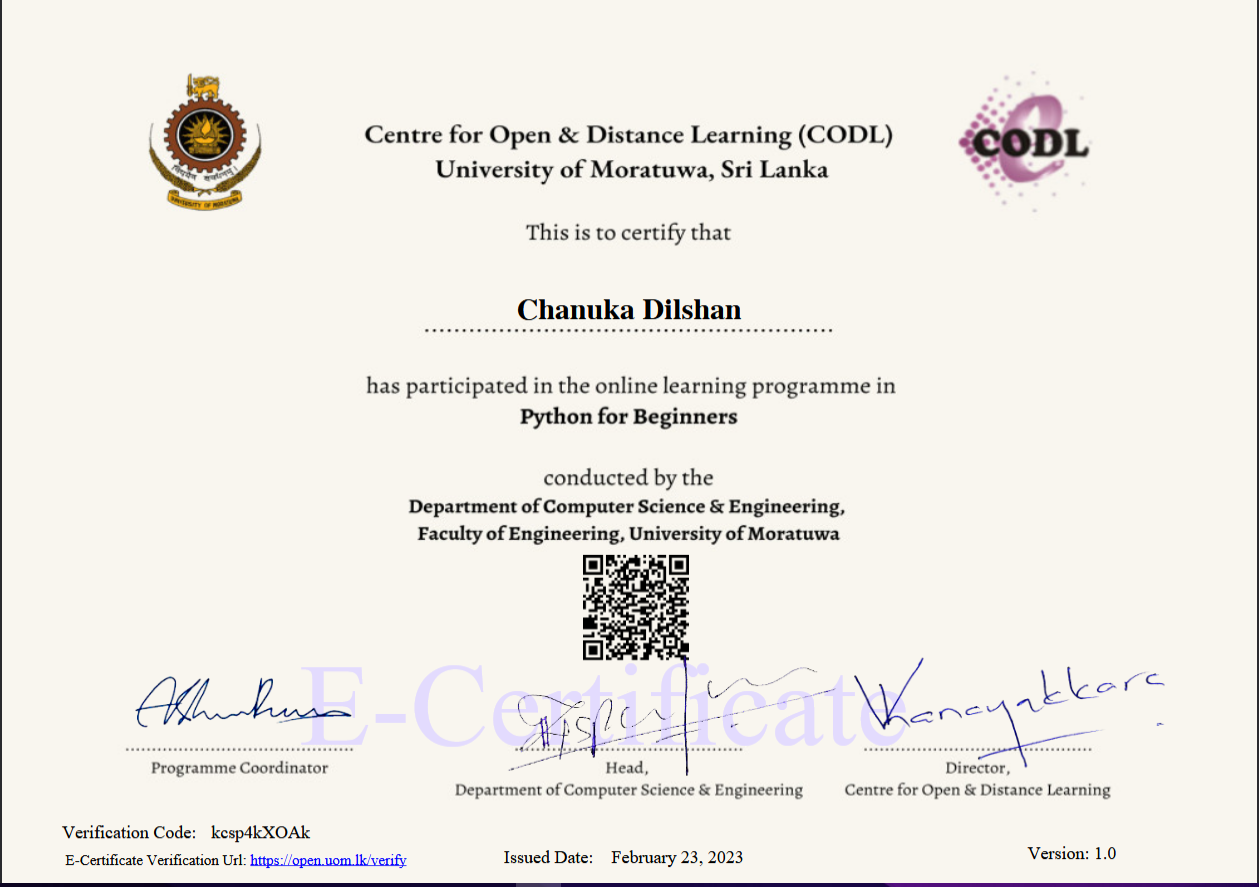 Centre for Open & Distance Learning (CODL)
CODL
University of Moratuwa, Sri Lanka
UNIVERSITY OF MORATUWA
This is to certify that
Chanuka Dilshan
has participated in the online learning programme in
Python for Beginners
conducted by the
Department of Computer Science & Engineering,
Faculty of Engineering, University of Moratuwa
E-Certificate
Programme Coordinator
Head,
Department of Computer Science & Engineering
Director,
Centre for Open & Distance Learning
Verification Code: kcsp4kXOAk
E-Certificate Verification Url: https://open.uom.lk/verify
Issued Date: February 23, 2023
Version: 1.0